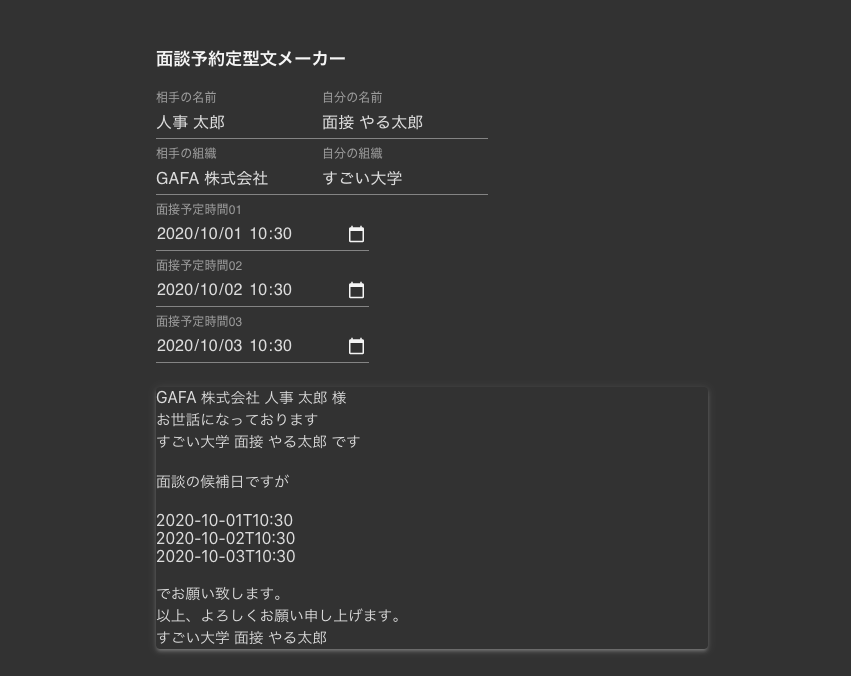 面談予約定型文メーカー
相手の名前 自分の名前
人事 太郎 面接 やる太郎
相手の組織 自分の組織
GAFA 株式会社 すごい大学
面接予定時間01
2020/10/01 10:30
面接予定時間02
2020/10/02 10:30
面接予定時間03
2020/10/03 10:30
GAFA 株式会社 人事 太郎 様
お世話になっております
すごい大学 面接 やる太郎 です
面談の候補日ですが
2020-10-01T10:30
2020-10-02T10:30
2020-10-03T10:30
でお願い致します。
以上、よろしくお願い申し上げます。
すごい大学 面接 やる太郎